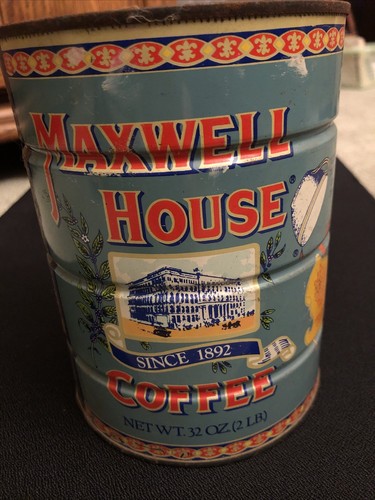 MAXWELL
HOUSE®
®
SINCE 1892
COFFEE
NET WT. 32 OZ. (2 LB)